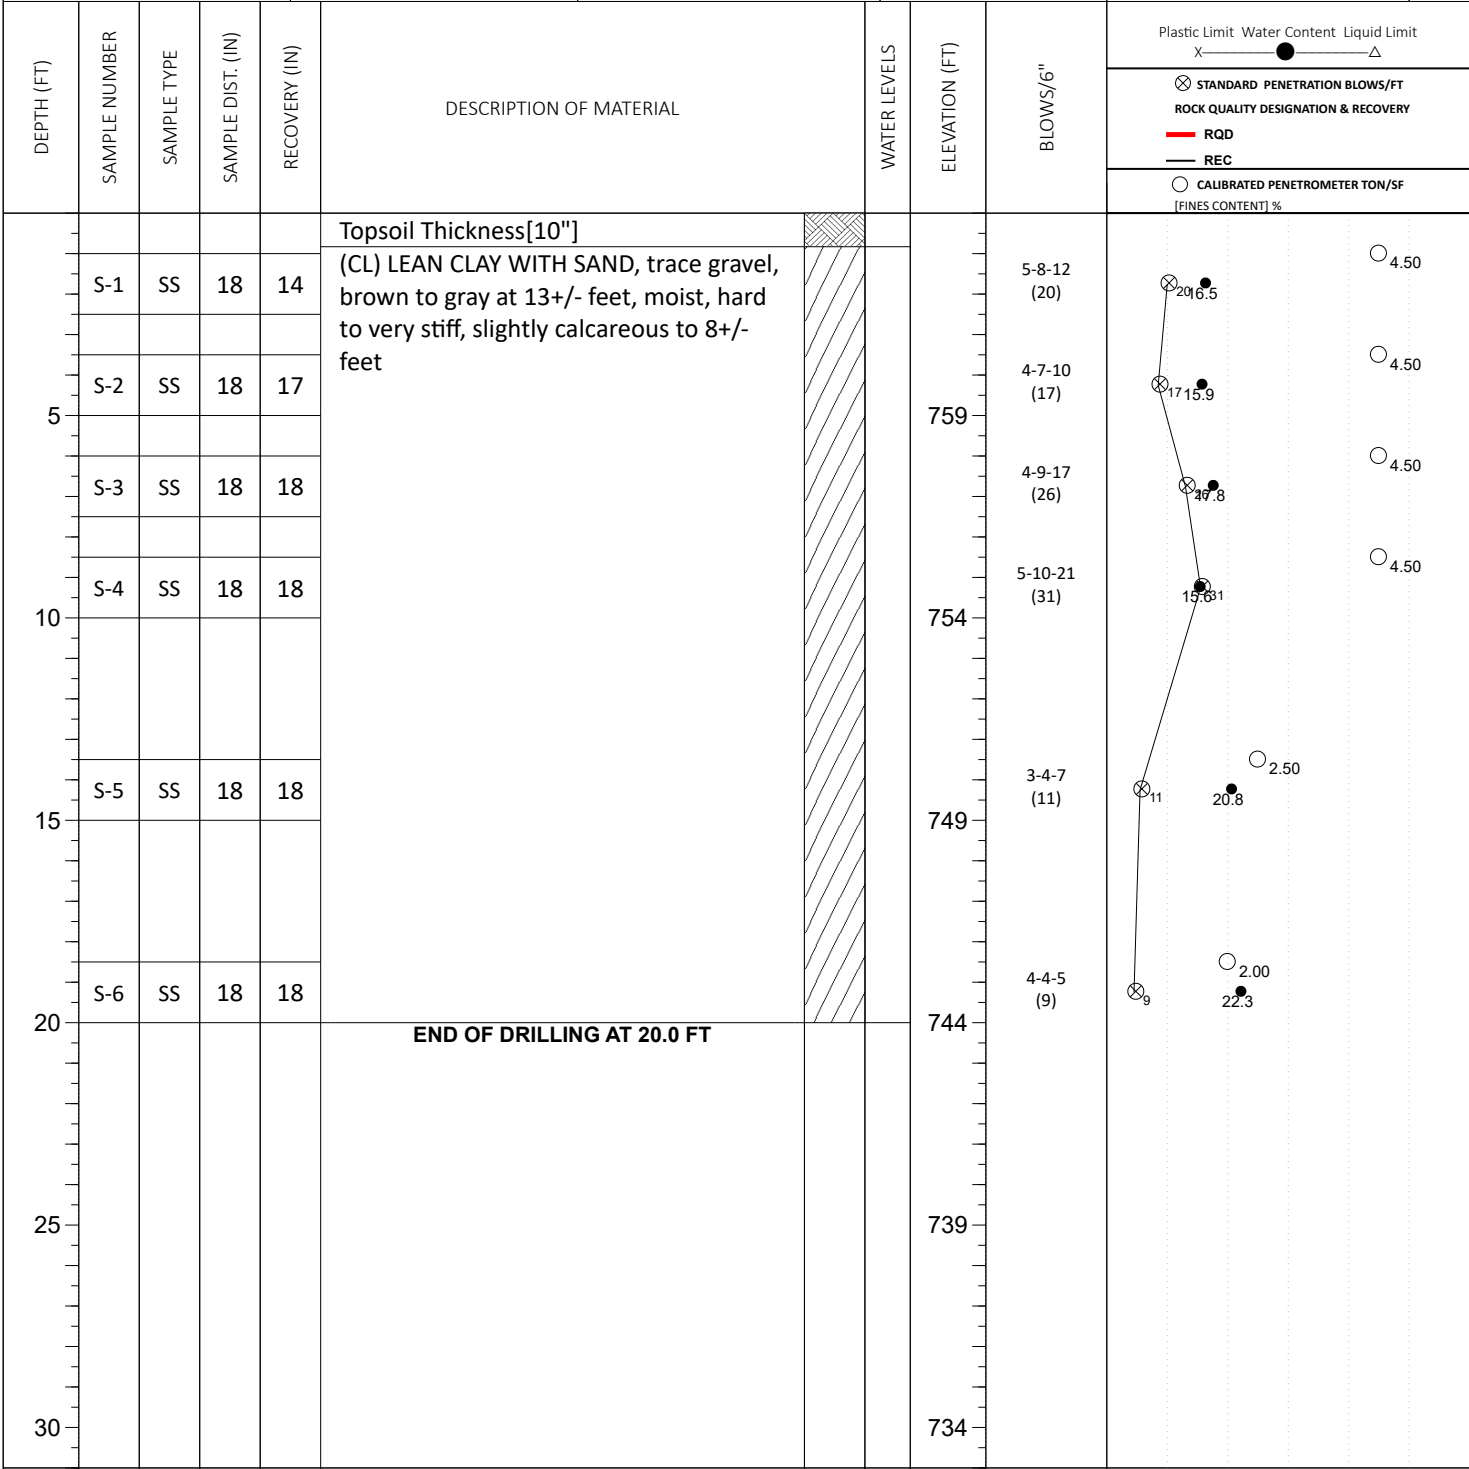 DEPTH (FT)
SAMPLE NUMBER
SAMPLE TYPE
SAMPLE DIST. (IN)
RECOVERY (IN)
DESCRIPTION OF MATERIAL
WATER LEVELS
ELEVATION (FT)
BLOWS/6"
Plastic Limit Water Content Liquid Limit
X
STANDARD PENETRATION BLOWS/FT
ROCK QUALITY DESIGNATION & RECOVERY
RQD
REC
CALIBRATED PENETROMETER TON/SF
[FINES CONTENT] %
Topsoil Thickness[10"]
(CL) LEAN CLAY WITH SAND, trace gravel,
brown to gray at 13+/- feet, moist, hard
to very stiff, slightly calcareous to 8+/-
feet
S-1 SS 18 14
5-8-12
(20)
4.50
20 16.5
S-2 SS 18 17
4-7-10
(17)
4.50
17 15.9
5
759
S-3 SS 18 18
4-9-17
(26)
4.50
26 17.8
S-4 SS 18 18
5-10-21
(31)
4.50
15.6 31
10
754
S-5 SS 18 18
3-4-7
(11)
2.50
11 20.8
15
749
S-6 SS 18 18
4-4-5
(9)
2.00
9 22.3
20
744
END OF DRILLING AT 20.0 FT
25
739
30
734